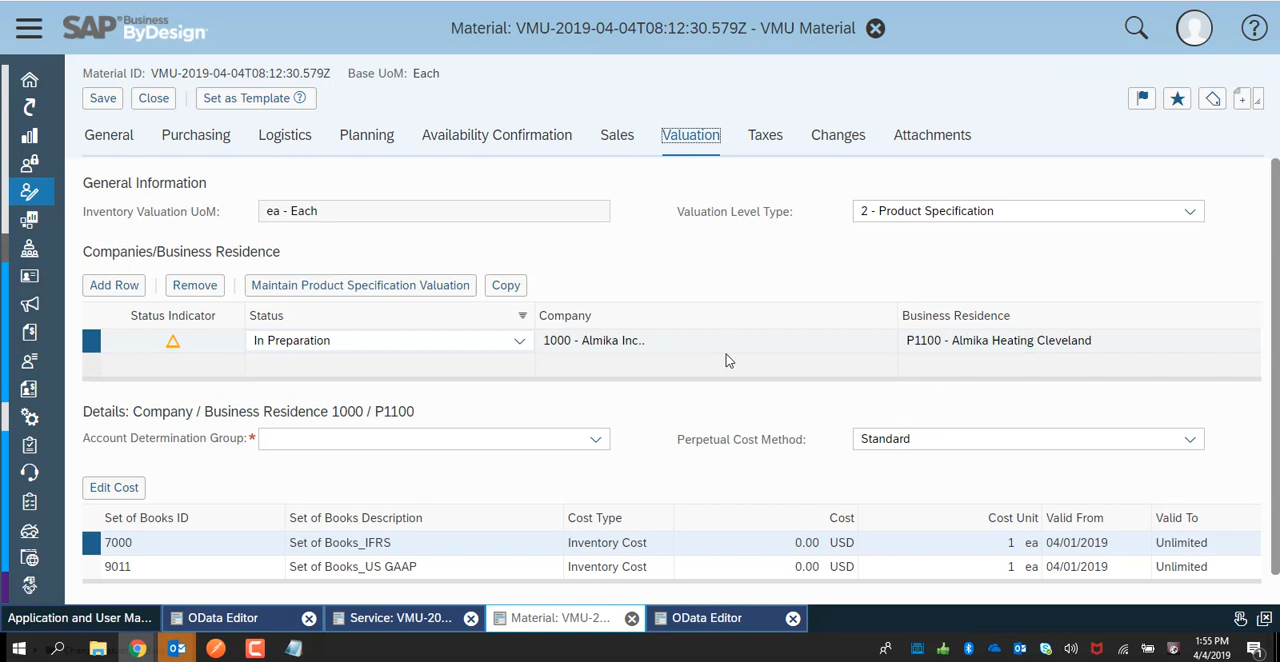 SAP Business ByDesign
Material: VMU-2019-04-04T08:12:30.579Z - VMU Material
Material ID: VMU-2019-04-04T08:12:30.579Z Base UoM: Each
Save Close Set as Template
General Purchasing Logistics Planning Availability Confirmation Sales Valuation Taxes Changes Attachments
General Information
Inventory Valuation UoM: ea - Each Valuation Level Type: 2 - Product Specification
Companies/Business Residence
Add Row Remove Maintain Product Specification Valuation Copy
Status Indicator Status Company Business Residence
In Preparation 1000 - Almika Inc.. P1100 - Almika Heating Cleveland
Details: Company / Business Residence 1000 / P1100
Account Determination Group:* Perpetual Cost Method: Standard
Edit Cost
Set of Books ID Set of Books Description Cost Type Cost Cost Unit Valid From Valid To
7000 Set of Books_IFRS Inventory Cost 0.00 USD 1 ea 04/01/2019 Unlimited
9011 Set of Books_US GAAP Inventory Cost 0.00 USD 1 ea 04/01/2019 Unlimited
Application and User Ma... OData Editor Service: VMU-20... Material: VMU-2... OData Editor
1:55 PM
4/4/2019